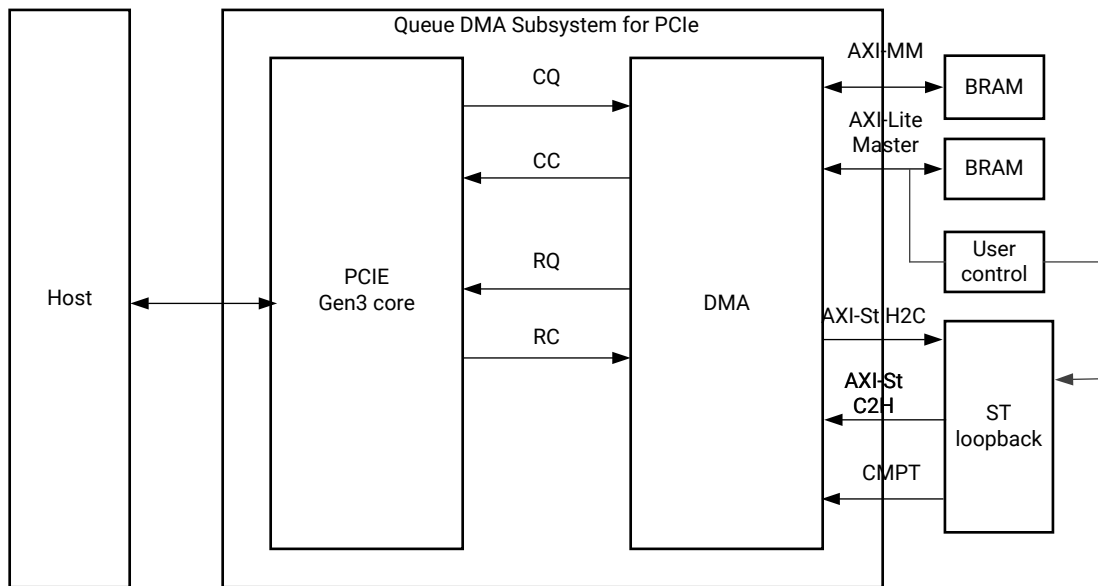 Queue DMA Subsystem for PCIe
Host
PCIE
Gen3 core
CQ
CC
RQ
RC
DMA
AXI-MM
AXI-Lite
Master
AXI-St H2C
AXI-St
C2H
CMPT
BRAM
BRAM
User
control
ST
loopback